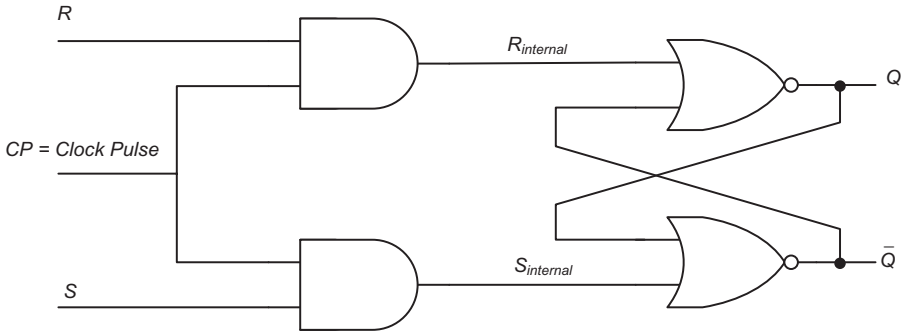 R
R_internal
Q
CP = Clock Pulse
S_internal
Q̅
S